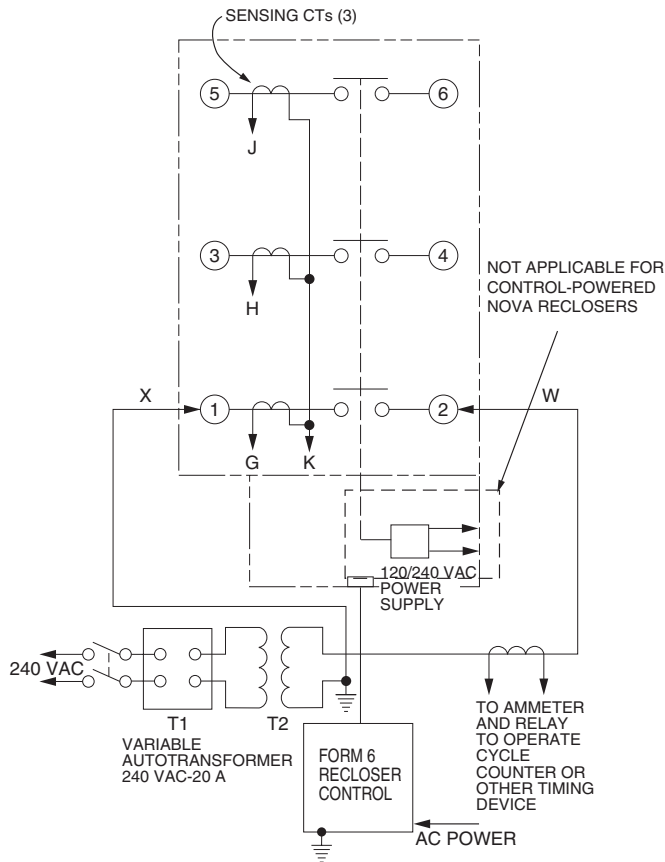 SENSING CTs (3)
5
6
J
3
4
H
NOT APPLICABLE FOR
CONTROL-POWERED
NOVA RECLOSERS
X
1
2
W
G
K
120/240 VAC
POWER
SUPPLY
240 VAC
T1
T2
VARIABLE
AUTOTRANSFORMER
240 VAC-20 A
FORM 6
RECLOSER
CONTROL
TO AMMETER
AND RELAY
TO OPERATE
CYCLE
COUNTER OR
OTHER TIMING
DEVICE
AC POWER